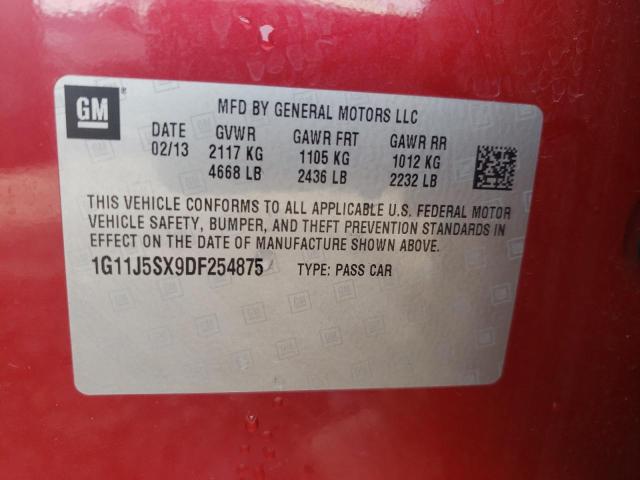 GM
MFD BY GENERAL MOTORS LLC
DATE GVWR GAWR FRT GAWR RR
02/13 2117 KG 1105 KG 1012 KG
4668 LB 2436 LB 2232 LB
THIS VEHICLE CONFORMS TO ALL APPLICABLE U.S. FEDERAL MOTOR
VEHICLE SAFETY, BUMPER, AND THEFT PREVENTION STANDARDS IN
EFFECT ON THE DATE OF MANUFACTURE SHOWN ABOVE.
1G11J5SX9DF254875 TYPE: PASS CAR